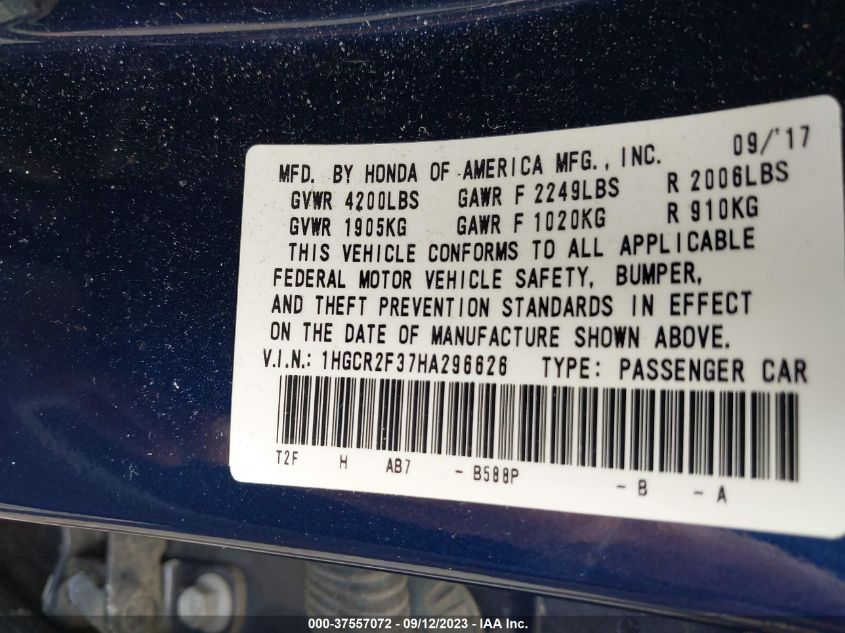 09/'17
MFD. BY HONDA OF AMERICA MFG., INC.
GVWR 4200LBS GAWR F 2249LBS R 2006LBS
GVWR 1905KG GAWR F 1020KG R 910KG
THIS VEHICLE CONFORMS TO ALL APPLICABLE
FEDERAL MOTOR VEHICLE SAFETY, BUMPER,
AND THEFT PREVENTION STANDARDS IN EFFECT
ON THE DATE OF MANUFACTURE SHOWN ABOVE.
V.I.N.: 1HGCR2F37HA296626 TYPE: PASSENGER CAR
T2F H AB7 - B588P - B - A
000-37557072 - 09/12/2023 - IAA Inc.